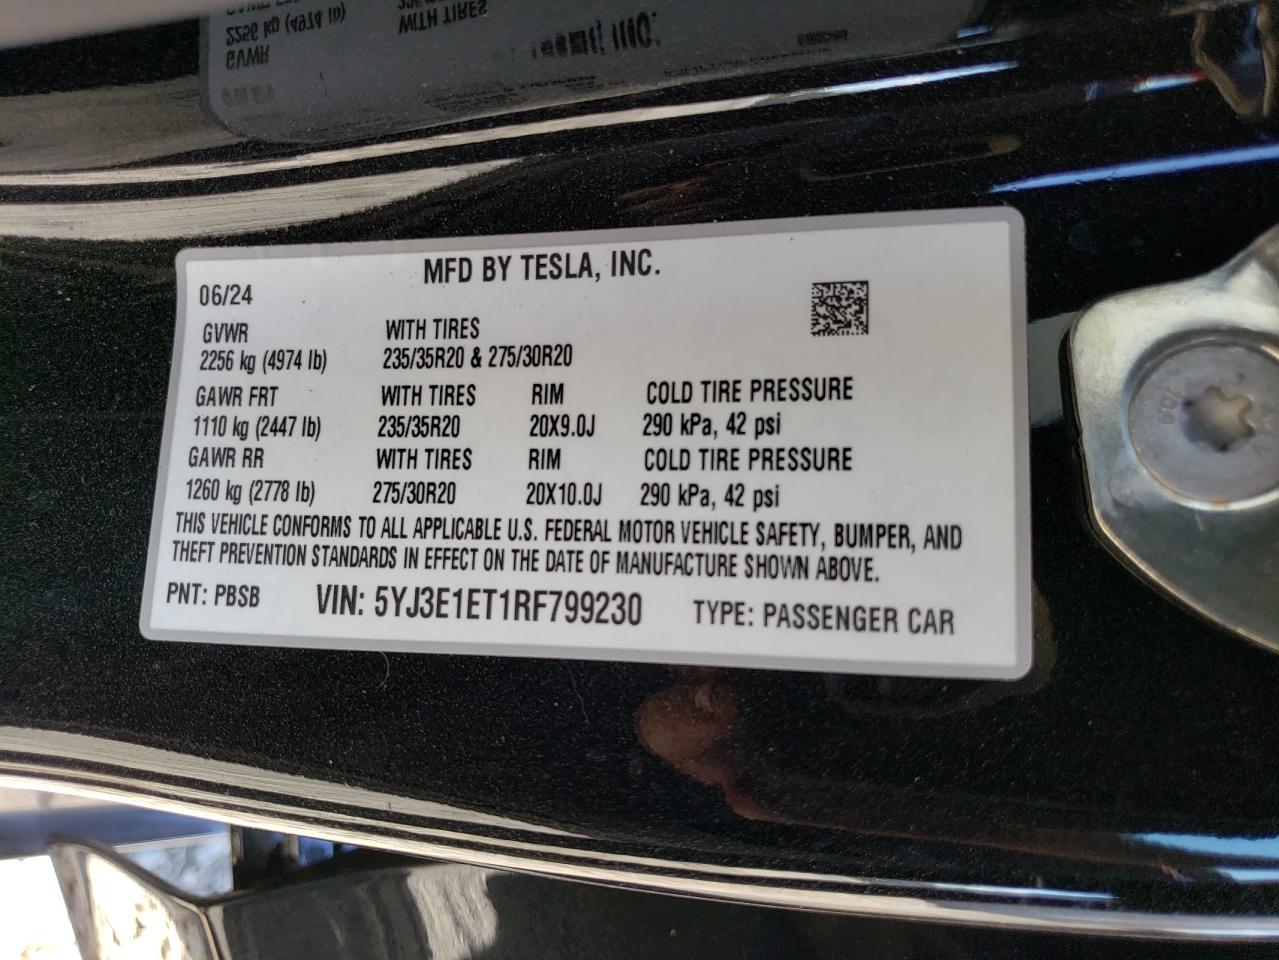 MFD BY TESLA, INC.
06/24
GVWR WITH TIRES
2256 kg (4974 lb) 235/35R20 & 275/30R20
GAWR FRT WITH TIRES RIM COLD TIRE PRESSURE
1110 kg (2447 lb) 235/35R20 20X9.0J 290 kPa, 42 psi
GAWR RR WITH TIRES RIM COLD TIRE PRESSURE
1260 kg (2778 lb) 275/30R20 20X10.0J 290 kPa, 42 psi
THIS VEHICLE CONFORMS TO ALL APPLICABLE U.S. FEDERAL MOTOR VEHICLE SAFETY, BUMPER, AND
THEFT PREVENTION STANDARDS IN EFFECT ON THE DATE OF MANUFACTURE SHOWN ABOVE.
PNT: PBSB VIN: 5YJ3E1ET1RF799230 TYPE: PASSENGER CAR